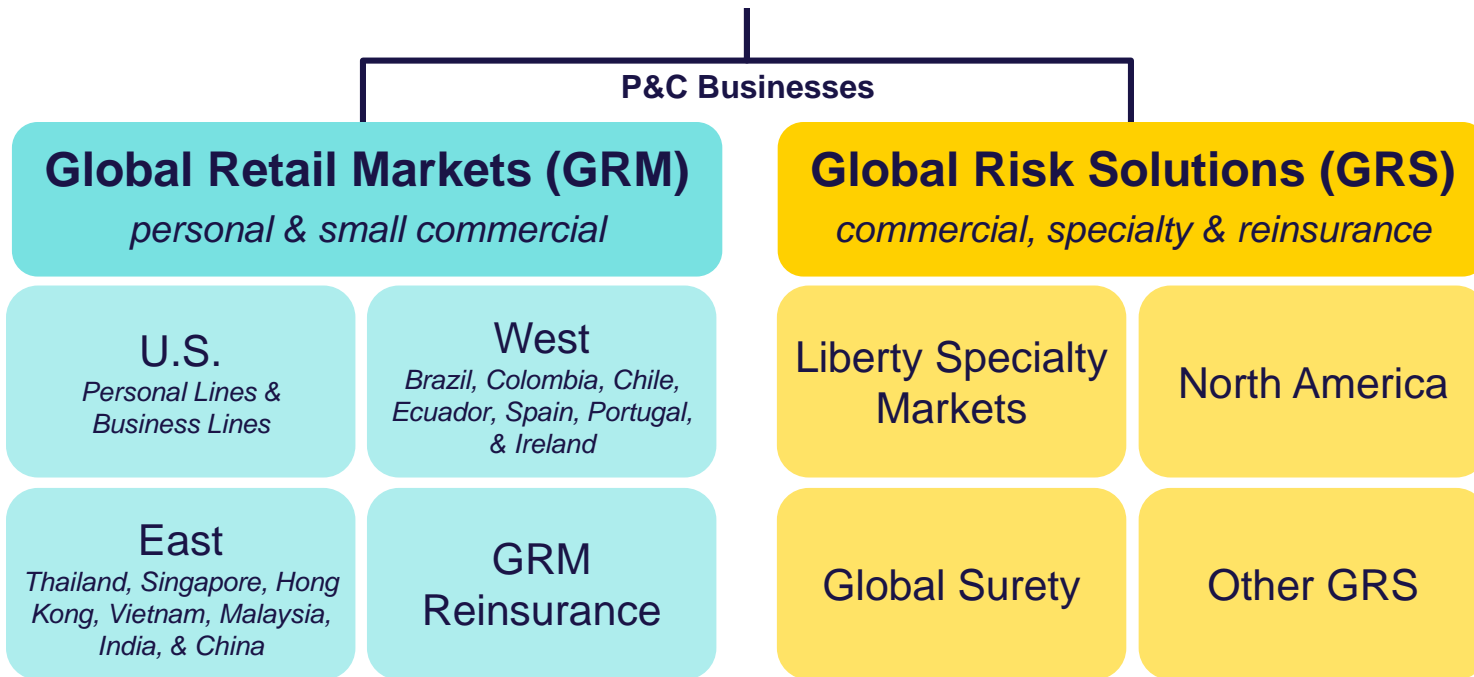 P&C Businesses
Global Retail Markets (GRM)
personal & small commercial
Global Risk Solutions (GRS)
commercial, specialty & reinsurance
U.S.
Personal Lines &
Business Lines
West
Brazil, Colombia, Chile,
Ecuador, Spain, Portugal,
& Ireland
Liberty Specialty
Markets
North America
East
Thailand, Singapore, Hong
Kong, Vietnam, Malaysia,
India, & China
GRM
Reinsurance
Global Surety
Other GRS